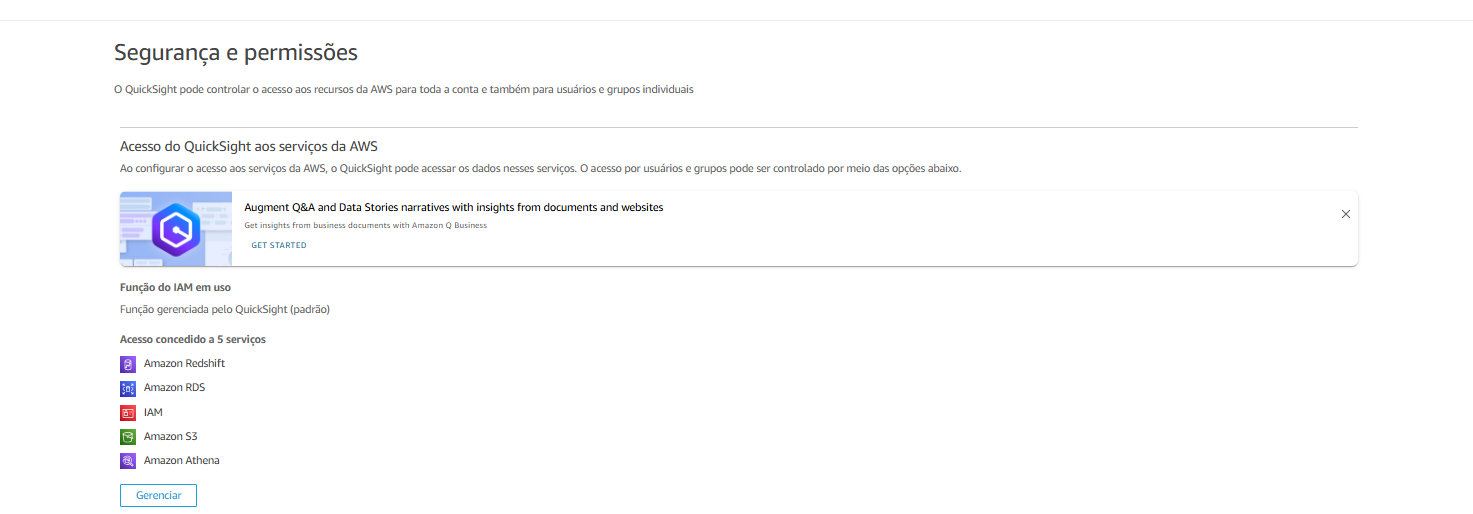 Segurança e permissões
O QuickSight pode controlar o acesso aos recursos da AWS para toda a conta e também para usuários e grupos individuais
Acesso do QuickSight aos serviços da AWS
Ao configurar o acesso aos serviços da AWS, o QuickSight pode acessar os dados nesses serviços. O acesso por usuários e grupos pode ser controlado por meio das opções abaixo.
Augment Q&A and Data Stories narratives with insights from documents and websites
Get insights from business documents with Amazon Q Business
GET STARTED
Função do IAM em uso
Função gerenciada pelo QuickSight (padrão)
Acesso concedido a 5 serviços
Amazon Redshift
Amazon RDS
IAM
Amazon S3
Amazon Athena
Gerenciar